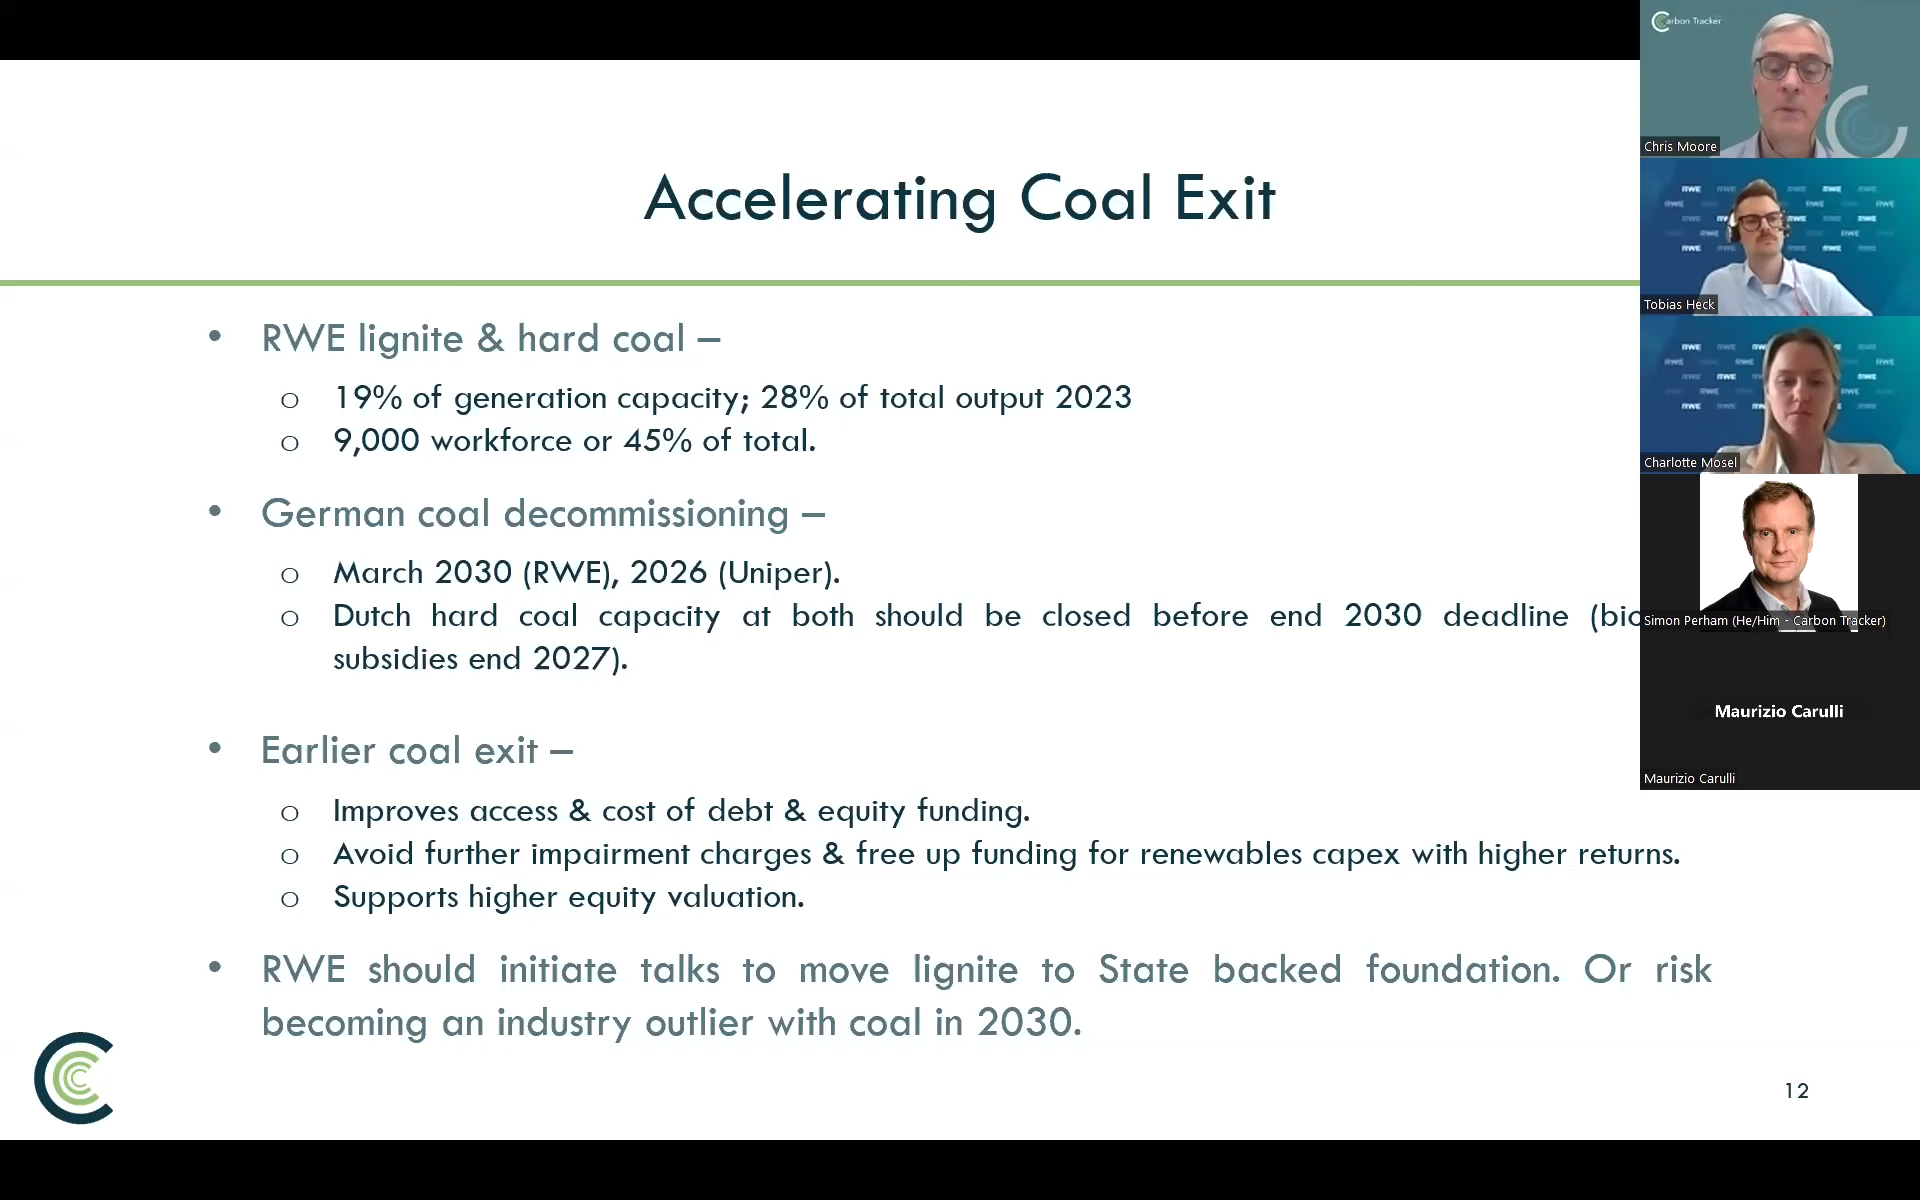 Accelerating Coal Exit
• RWE lignite & hard coal –
o 19% of generation capacity; 28% of total output 2023
o 9,000 workforce or 45% of total.
• German coal decommissioning –
o March 2030 (RWE), 2026 (Uniper).
o Dutch hard coal capacity at both should be closed before end 2030 deadline
subsidies end 2027).
• Earlier coal exit –
o Improves access & cost of debt & equity funding.
o Avoid further impairment charges & free up funding for renewables capex with higher returns.
o Supports higher equity valuation.
• RWE should initiate talks to move lignite to State backed foundation. Or risk
becoming an industry outlier with coal in 2030.
12
Carbon Tracker
Chris Moore
RWE
Tobias Heck
RWE
Charlotte Mosel
Simon Perham (He/Him - Carbon Tracker)
Maurizio Carulli
Maurizio Carulli